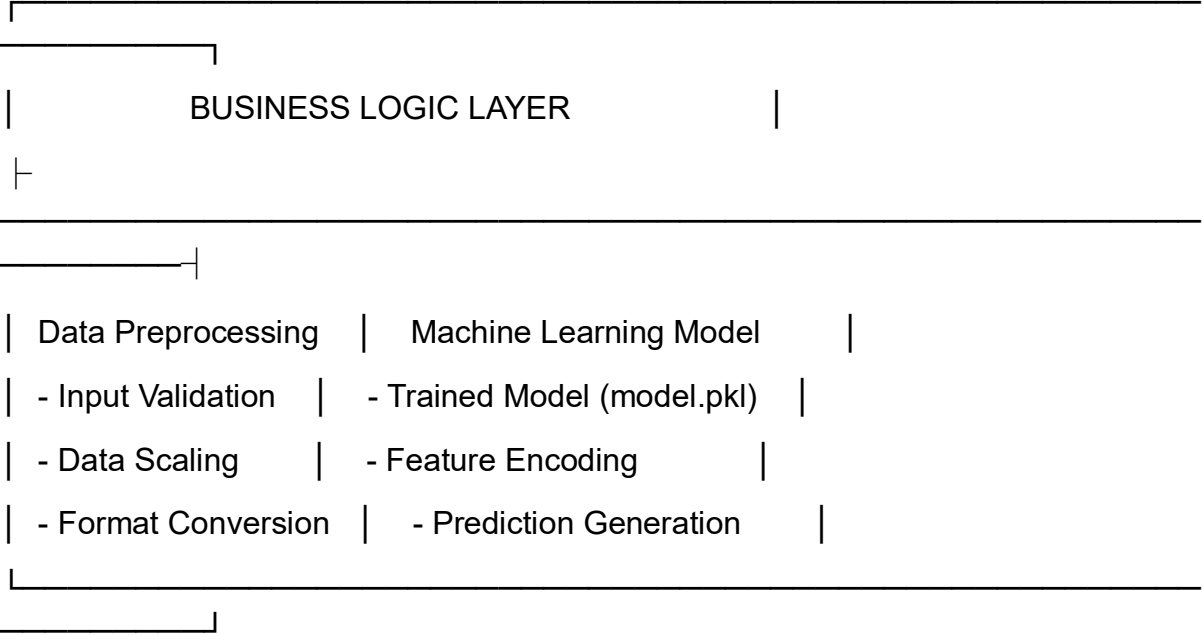 ┌─────────────────────────────────────────────────────
─────────┐
│ BUSINESS LOGIC LAYER │
├
─────────────────────────────────────────────────────
────────┤
│ Data Preprocessing │ Machine Learning Model │
│ - Input Validation │ - Trained Model (model.pkl) │
│ - Data Scaling │ - Feature Encoding │
│ - Format Conversion │ - Prediction Generation │
└─────────────────────────────────────────────────────
─────────┘